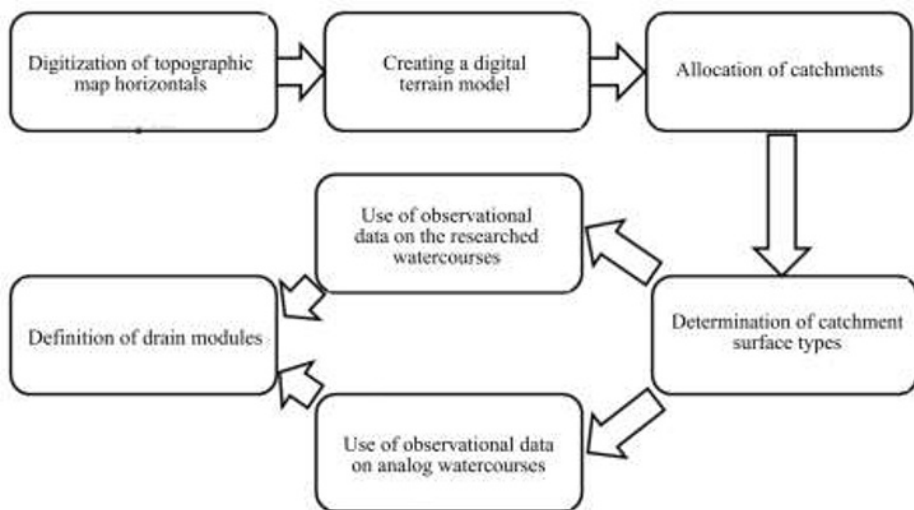 Digitization of topographic
map horizontals
Creating a digital
terrain model
Allocation of catchments
Use of observational
data on the researched
watercourses
Definition of drain modules
Determination of catchment
surface types
Use of observational data
on analog watercourses